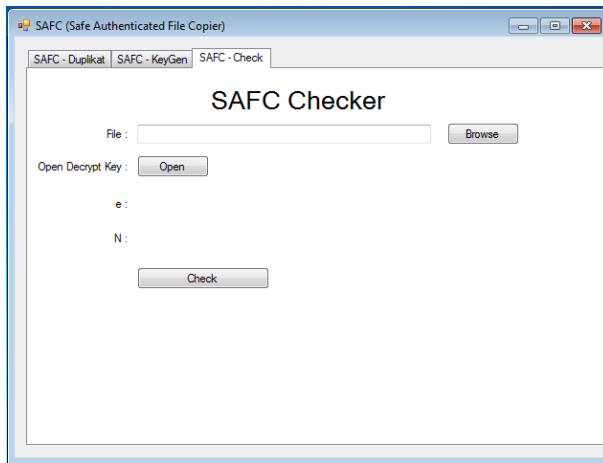 SAFC (Safe Authenticated File Copier)
SAFC - Duplikat SAFC - KeyGen SAFC - Check
SAFC Checker
File : Browse
Open Decrypt Key : Open
e :
N :
Check